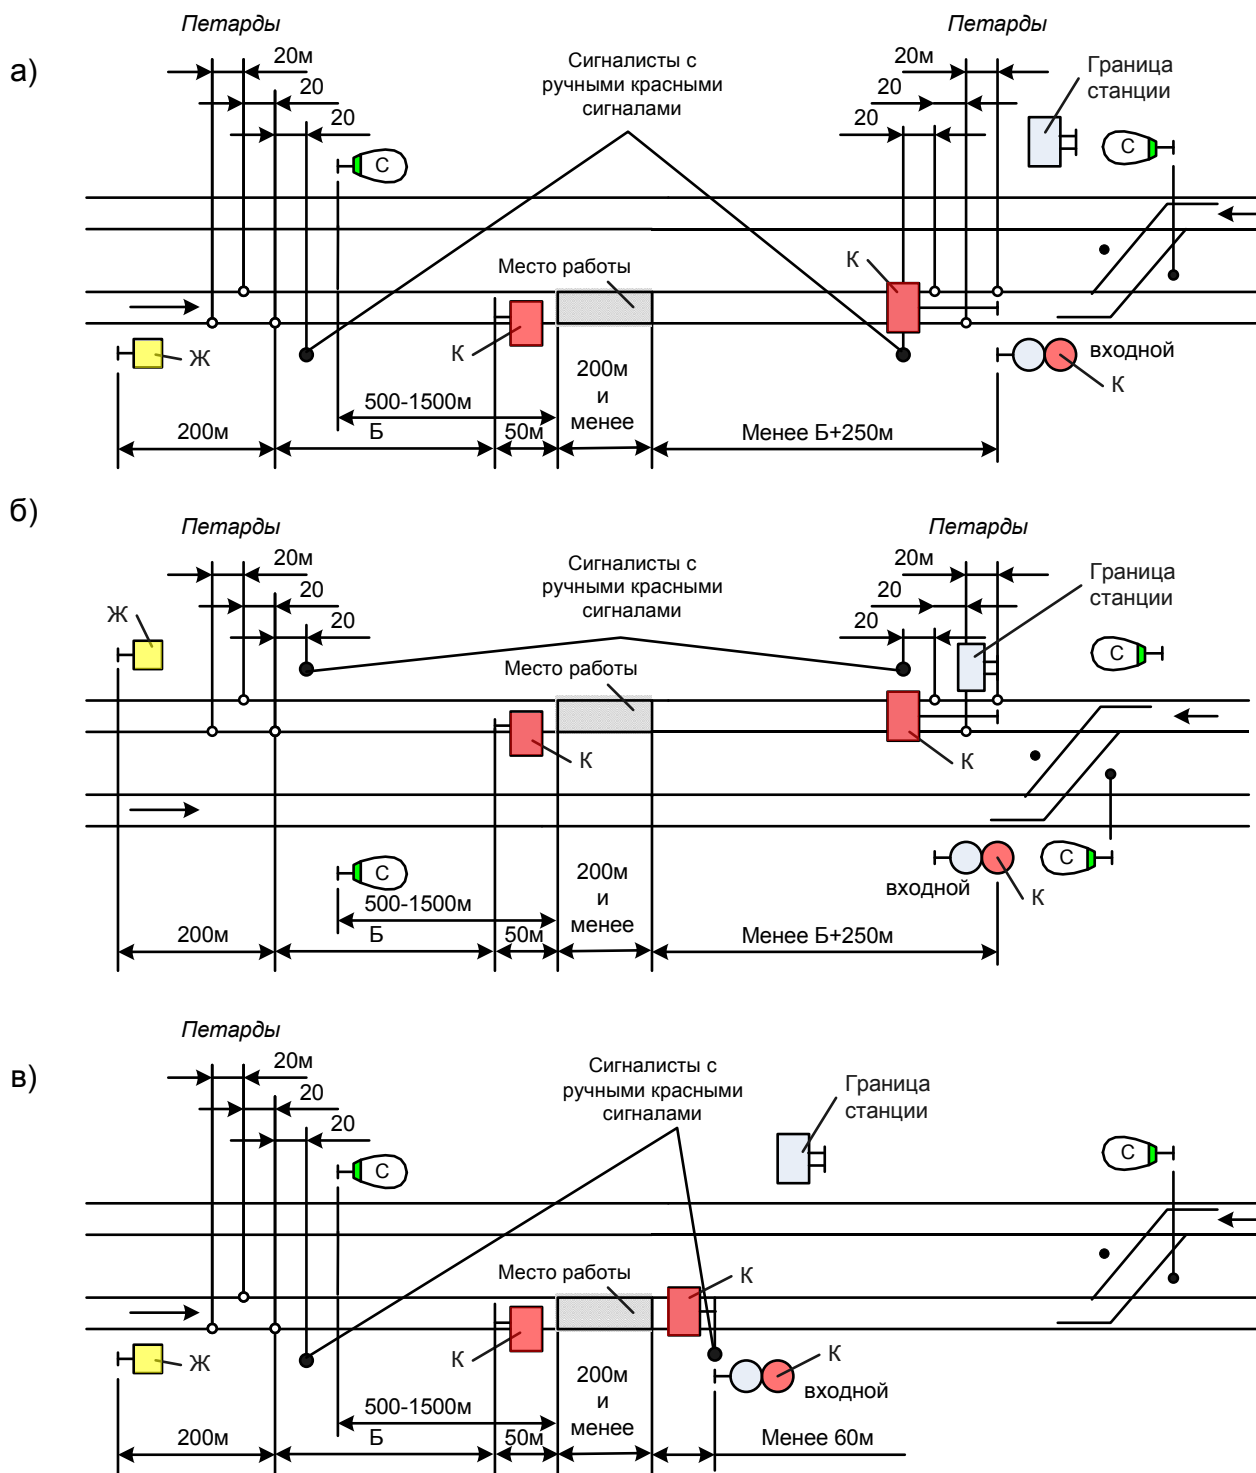 а)
Петарды
Петарды
20м
20
20
Сигналисты с
ручными красными
сигналами
20м
20
20
Граница
станции
С
С
Место работы
К
К
Ж
входной
К
200м
и
менее
500-1500м
200м
Б
50м
Менее Б+250м
б)
Петарды
Петарды
20м
20
20
Сигналисты с
ручными красными
сигналами
20м
20
20
Граница
станции
Ж
С
Место работы
К
К
С
входной
К
С
200м
и
менее
500-1500м
200м
Б
50м
Менее Б+250м
в)
Петарды
20м
20
20
Сигналисты с
ручными красными
сигналами
Граница
станции
С
С
Место работы
К
К
Ж
К
входной
200м
и
менее
500-1500м
200м
Б
50м
Менее 60м